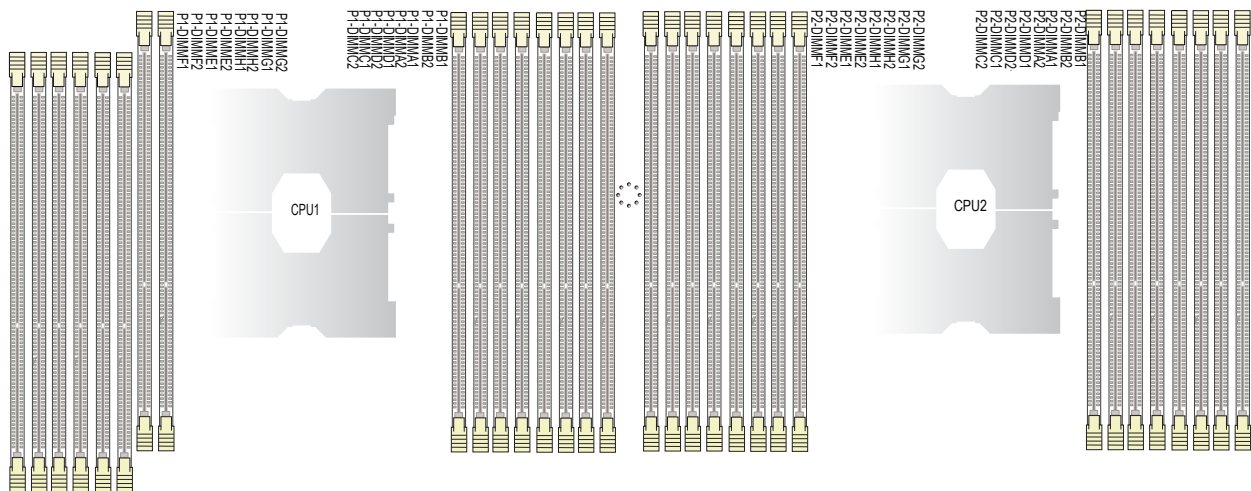 P1-DIMMF1
P1-DIMMF2
P1-DIMME1
P1-DIMME2
P1-DIMMH1
P1-DIMMH2
P1-DIMMG1
P1-DIMMG2
P1-DIMMC2
P1-DIMMC1
P1-DIMMD2
P1-DIMMD1
P1-DIMMA2
P1-DIMMA1
P1-DIMMB2
P1-DIMMB1
P2-DIMMF1
P2-DIMMF2
P2-DIMME1
P2-DIMME2
P2-DIMMH1
P2-DIMMH2
P2-DIMMG1
P2-DIMMG2
P2-DIMMC2
P2-DIMMC1
P2-DIMMD2
P2-DIMMD1
P2-DIMMA2
P2-DIMMA1
P2-DIMMB2
P2-DIMMB1
CPU1
CPU2